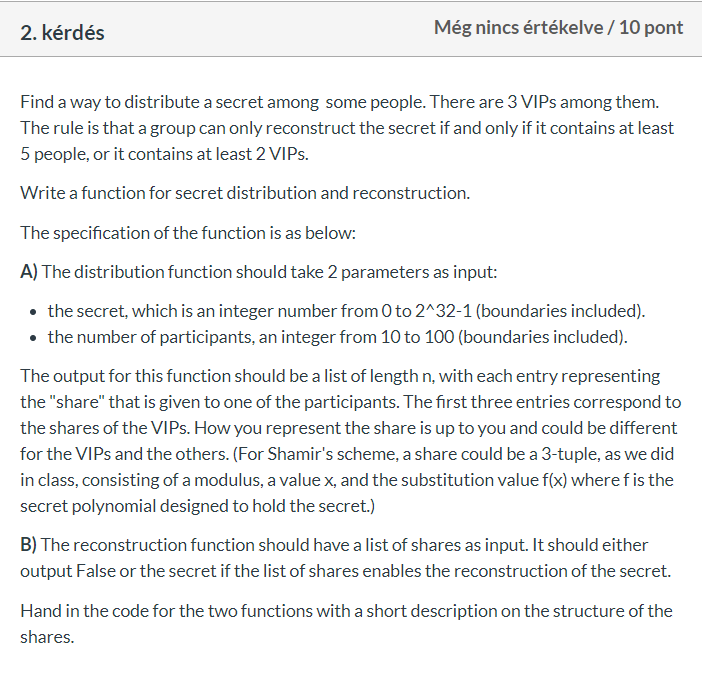 2. kérdés
Még nincs értékelve / 10 pont
Find a way to distribute a secret among some people. There are 3 VIPs among them.
The rule is that a group can only reconstruct the secret if and only if it contains at least
5 people, or it contains at least 2 VIPs.
Write a function for secret distribution and reconstruction.
The specification of the function is as below:
A) The distribution function should take 2 parameters as input:
• the secret, which is an integer number from 0 to 2^32-1 (boundaries included).
• the number of participants, an integer from 10 to 100 (boundaries included).
The output for this function should be a list of length n, with each entry representing
the "share" that is given to one of the participants. The first three entries correspond to
the shares of the VIPs. How you represent the share is up to you and could be different
for the VIPs and the others. (For Shamir's scheme, a share could be a 3-tuple, as we did
in class, consisting of a modulus, a value x, and the substitution value f(x) where f is the
secret polynomial designed to hold the secret.)
B) The reconstruction function should have a list of shares as input. It should either
output False or the secret if the list of shares enables the reconstruction of the secret.
Hand in the code for the two functions with a short description on the structure of the
shares.